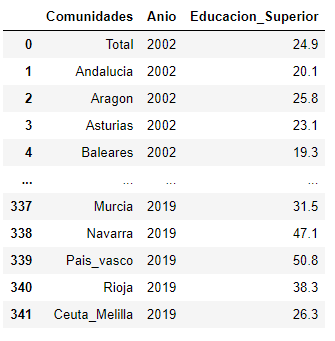 Comunidades Anio Educacion_Superior
0 Total 2002 24.9
1 Andalucia 2002 20.1
2 Aragon 2002 25.8
3 Asturias 2002 23.1
4 Baleares 2002 19.3
... ... ... ...
337 Murcia 2019 31.5
338 Navarra 2019 47.1
339 Pais_vasco 2019 50.8
340 Rioja 2019 38.3
341 Ceuta_Melilla 2019 26.3